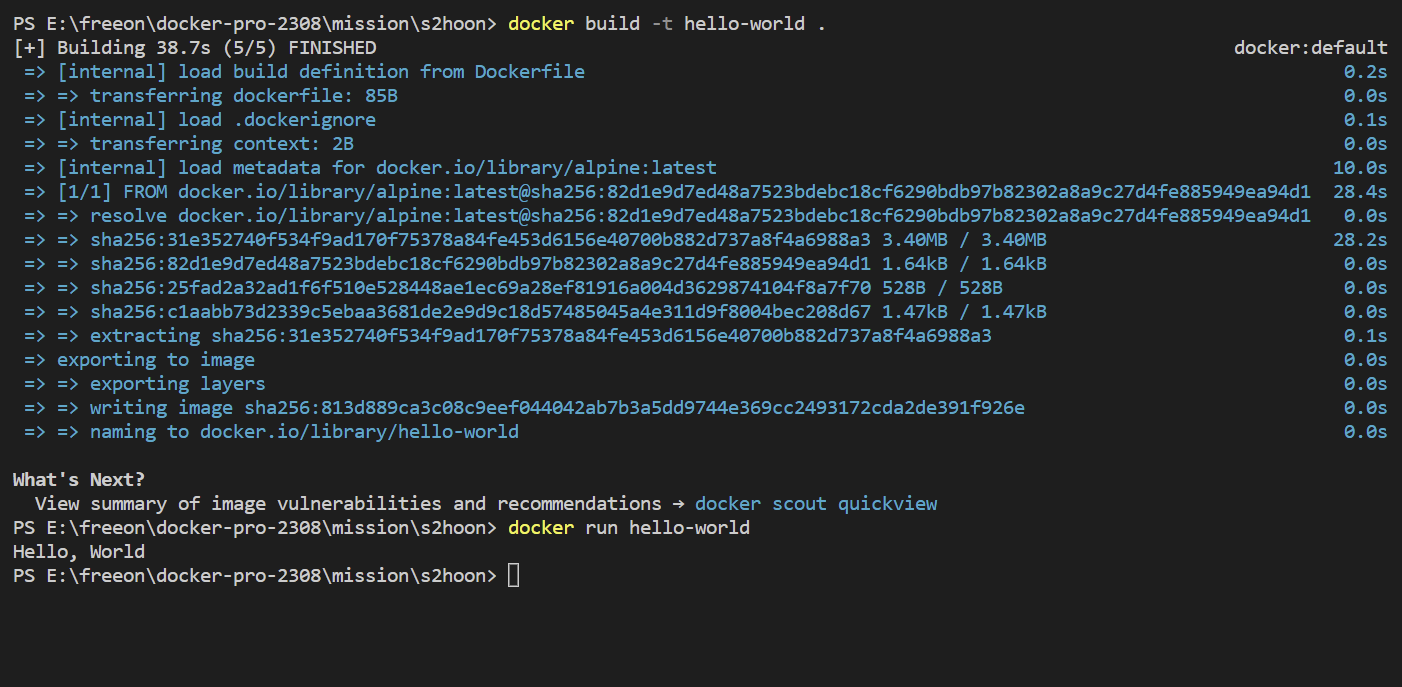 PS E:\freeon\docker-pro-2308\mission\s2hoon> docker build -t hello-world .
[+] Building 38.7s (5/5) FINISHED docker:default
=> [internal] load build definition from Dockerfile 0.2s
=> => transferring dockerfile: 85B 0.0s
=> [internal] load .dockerignore 0.1s
=> => transferring context: 2B 0.0s
=> [internal] load metadata for docker.io/library/alpine:latest 10.0s
=> [1/1] FROM docker.io/library/alpine:latest@sha256:82d1e9d7ed48a7523bdebc18cf6290bdb97b82302a8a9c27d4fe885949ea94d1 28.4s
=> => resolve docker.io/library/alpine:latest@sha256:82d1e9d7ed48a7523bdebc18cf6290bdb97b82302a8a9c27d4fe885949ea94d1 0.0s
=> => sha256:31e352740f534f9ad170f75378a84fe453d6156e40700b882d737a8f4a6988a3 3.40MB / 3.40MB 28.2s
=> => sha256:82d1e9d7ed48a7523bdebc18cf6290bdb97b82302a8a9c27d4fe885949ea94d1 1.64kB / 1.64kB 0.0s
=> => sha256:25fad2a32ad1f6f510e528448ae1ec69a28ef81916a004d3629874104f8a7f70 528B / 528B 0.0s
=> => sha256:c1aabb73d2339c5ebaa3681de2e9d9c18d57485045a4e311d9f8004bec208d67 1.47kB / 1.47kB 0.0s
=> => extracting sha256:31e352740f534f9ad170f75378a84fe453d6156e40700b882d737a8f4a6988a3 0.1s
=> exporting to image 0.0s
=> => exporting layers 0.0s
=> => writing image sha256:813d889ca3c08c9eef044042ab7b3a5dd9744e369cc2493172cda2de391f926e 0.0s
=> => naming to docker.io/library/hello-world 0.0s
What's Next?
View summary of image vulnerabilities and recommendations → docker scout quickview
PS E:\freeon\docker-pro-2308\mission\s2hoon> docker run hello-world
Hello, World
PS E:\freeon\docker-pro-2308\mission\s2hoon>